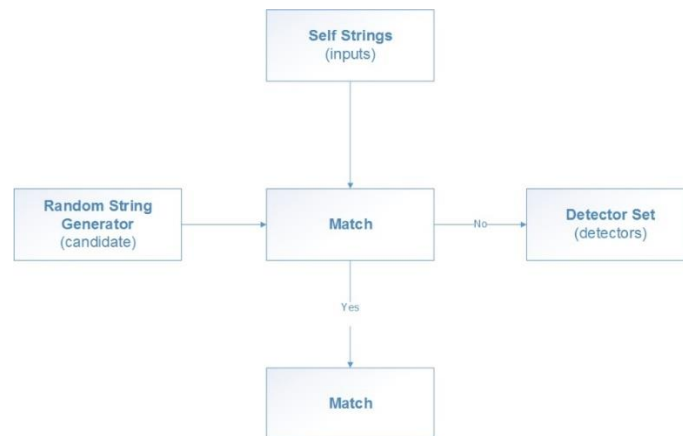 Self Strings
(inputs)
Random String
Generator
(candidate)
Match
No
Detector Set
(detectors)
Yes
Match